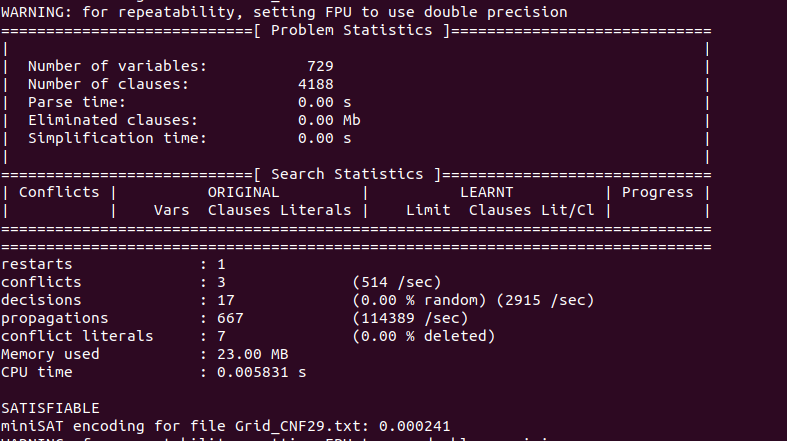 WARNING: for repeatability, setting FPU to use double precision
============================[ Problem Statistics ]=============================
|                                                                             |
|  Number of variables:           729                                         |
|  Number of clauses:            4188                                         |
|  Parse time:                   0.00 s                                       |
|  Eliminated clauses:           0.00 Mb                                      |
|  Simplification time:          0.00 s                                       |
|                                                                             |
============================[ Search Statistics ]==============================
| Conflicts |          ORIGINAL         |          LEARNT          | Progress |
|           |    Vars  Clauses Literals |    Limit  Clauses Lit/Cl |          |
===============================================================================
===============================================================================
restarts              : 1
conflicts             : 3              (514 /sec)
decisions             : 17             (0.00 % random) (2915 /sec)
propagations          : 667            (114389 /sec)
conflict literals     : 7              (0.00 % deleted)
Memory used           : 23.00 MB
CPU time              : 0.005831 s

SATISFIABLE
miniSAT encoding for file Grid_CNF29.txt: 0.000241